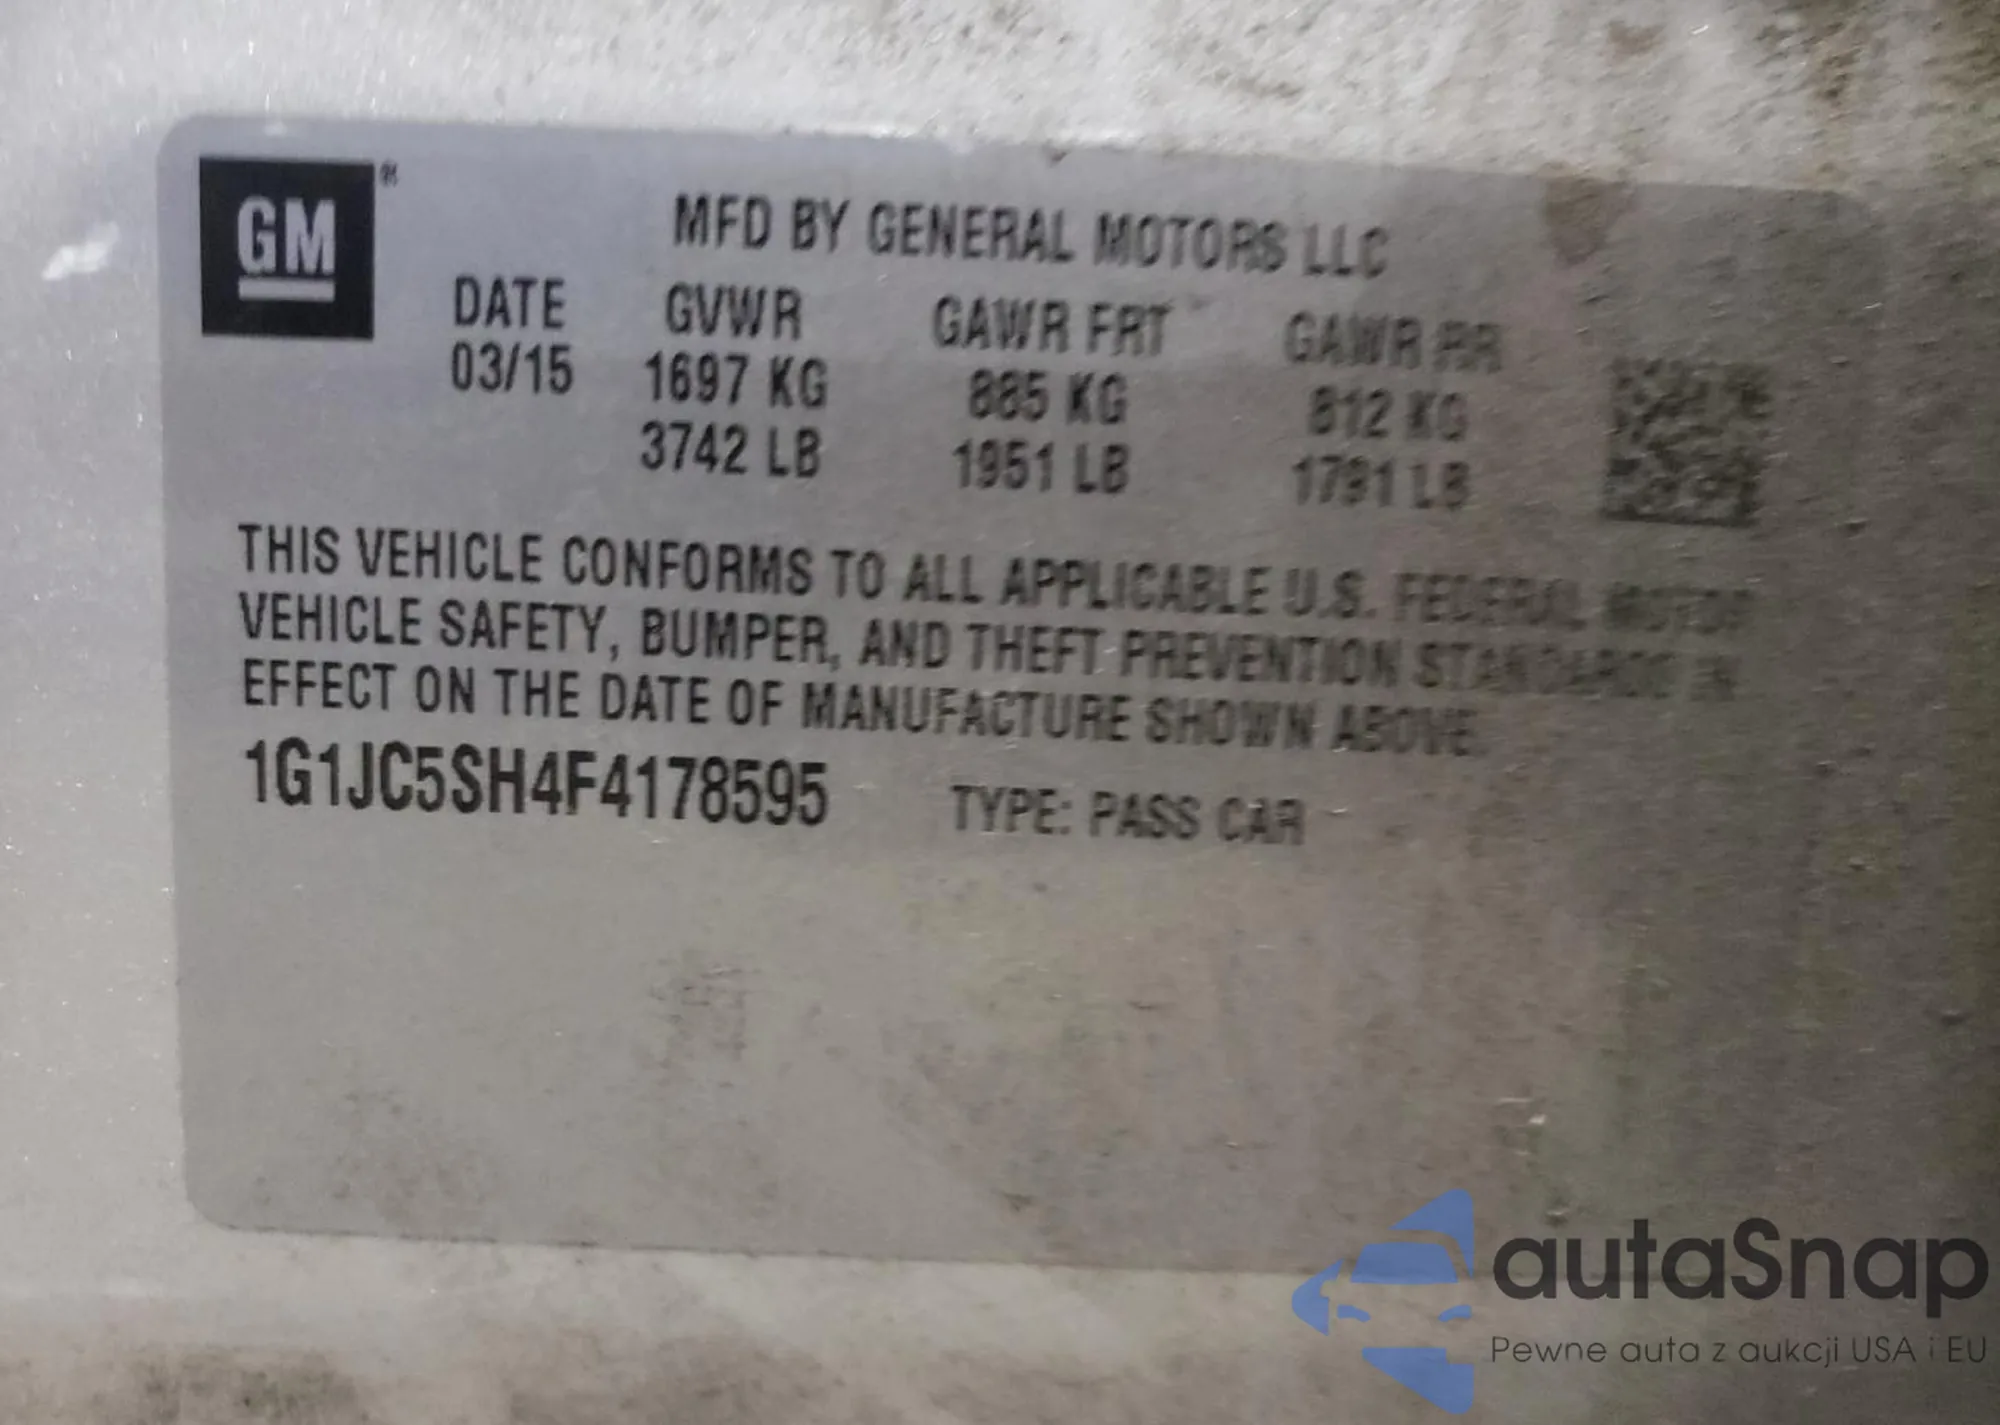 GM
MFD BY GENERAL MOTORS LLC
DATE GVWR GAWR FRT GAWR RR
03/15 1697 KG 885 KG 812 KG
3742 LB 1951 LB 1791 LB
THIS VEHICLE CONFORMS TO ALL APPLICABLE U.S. FEDERAL MOTOR
VEHICLE SAFETY, BUMPER, AND THEFT PREVENTION STANDARDS IN
EFFECT ON THE DATE OF MANUFACTURE SHOWN ABOVE.
1G1JC5SH4F4178595 TYPE: PASS CAR
autaSnap
Pewne auta z aukcji USA i EU